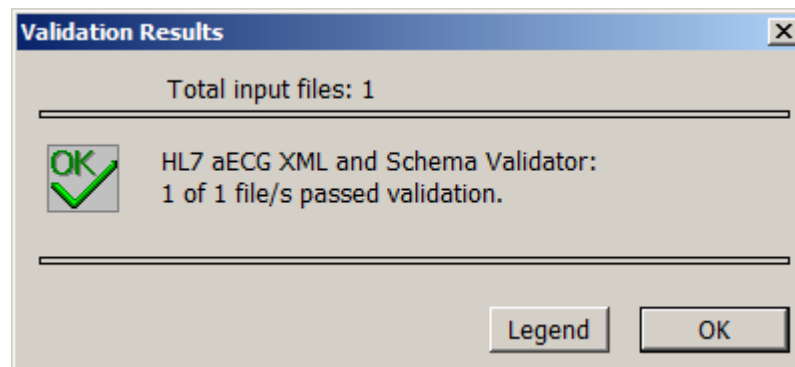 Validation Results
Total input files: 1
OK
HL7 aECG XML and Schema Validator:
1 of 1 file/s passed validation.
Legend
OK